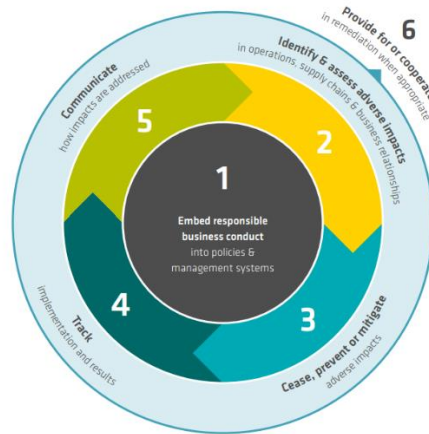 1
Embed responsible
business conduct
into policies &
management systems
2
Identify & assess adverse impacts
in operations, supply chains & business relationships
3
Cease, prevent or mitigate
adverse impacts
4
Track
implementation and results
5
Communicate
how impacts are addressed
6
Provide for or cooperate
in remediation when appropriate